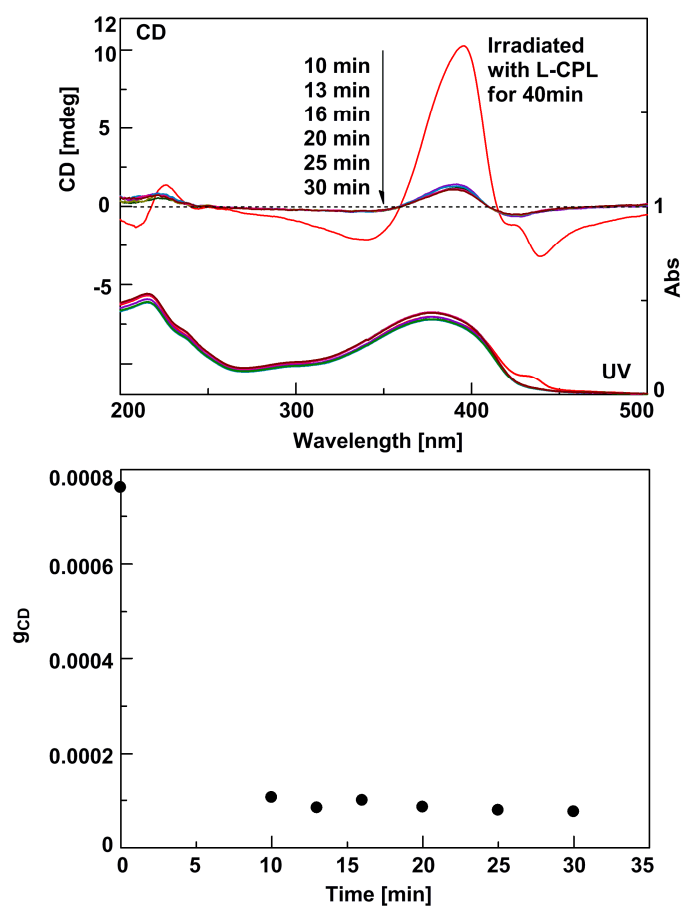 12
CD
10
Irradiated
with L-CPL
for 40min
10 min
13 min
16 min
20 min
25 min
30 min
5
CD [mdeg]
0
1
-5
Abs
UV
0
200
300
400
500
Wavelength [nm]
0.0008
0.0006
gCD
0.0004
0.0002
0
0
5
10
15
20
25
30
35
Time [min]